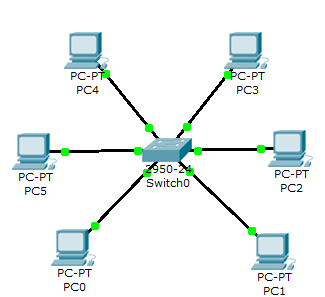 PC-PT
PC4
PC-PT
PC3
PC-PT
PC5
2950-24
Switch0
PC-PT
PC2
PC-PT
PC0
PC-PT
PC1